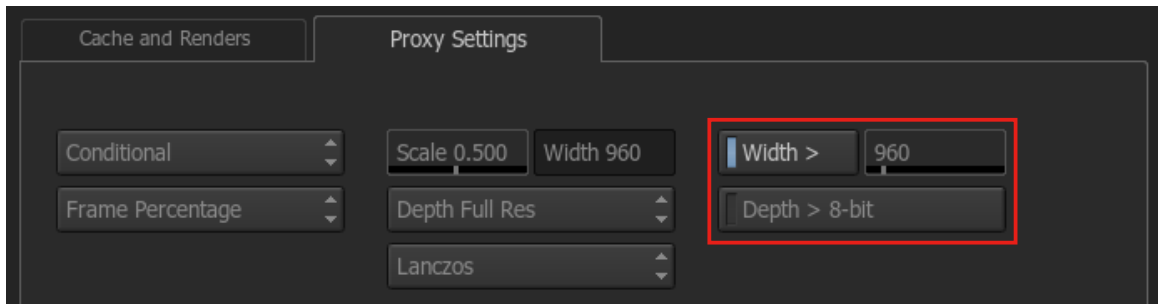 Cache and Renders Proxy Settings
Conditional Scale 0.500 Width 960 Width > 960
Frame Percentage Depth Full Res Depth > 8-bit
Lanczos